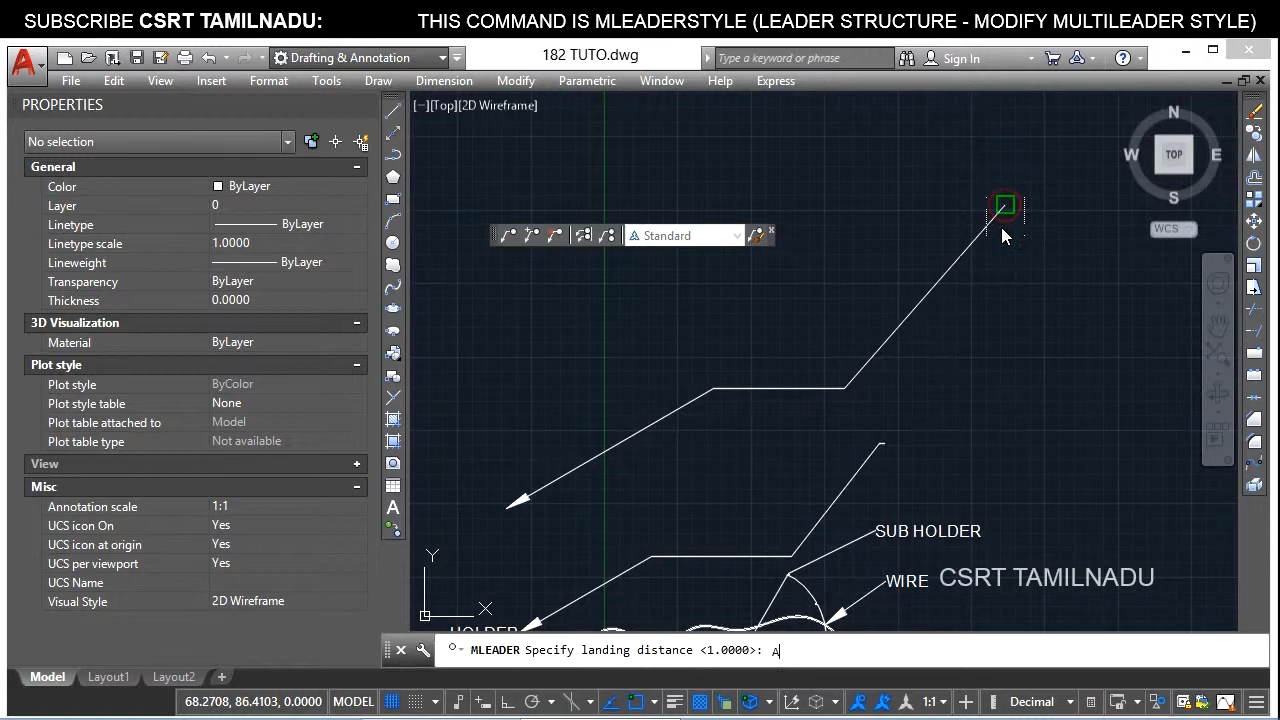 SUBSCRIBE CSRT TAMILNADU: THIS COMMAND IS MLEADERSTYLE (LEADER STRUCTURE - MODIFY MULTILEADER STYLE)
Drafting & Annotation 182 TUTO.dwg Type a keyword or phrase Sign In
File Edit View Insert Format Tools Draw Dimension Modify Parametric Window Help Express
PROPERTIES
No selection
General
Color ByLayer
Layer 0
Linetype ByLayer
Linetype scale 1.0000
Lineweight ByLayer
Transparency ByLayer
Thickness 0.0000
3D Visualization
Material ByLayer
Plot style
Plot style ByColor
Plot style table None
Plot table attached to Model
Plot table type Not available
View
Misc
Annotation scale 1:1
UCS icon On Yes
UCS icon at origin Yes
UCS per viewport Yes
UCS Name
Visual Style 2D Wireframe
[−][Top][2D Wireframe]
N
W TOP E
S
WCS
Standard
SUB HOLDER
WIRE CSRT TAMILNADU
HOLDER
Y
X
MLEADER Specify landing distance <1.0000>: A
Model Layout1 Layout2 +
68.2708, 86.4103, 0.0000 MODEL 1:1 Decimal